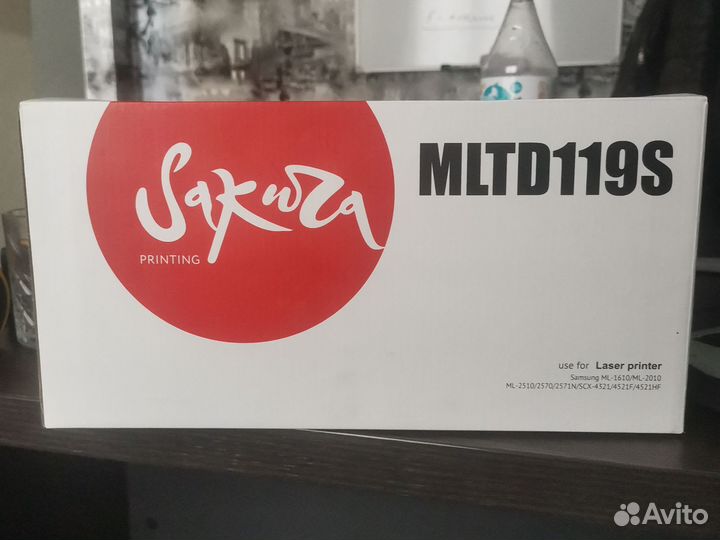 Sakura
PRINTING
MLTD119S
use for Laser printer
Samsung ML-1610/ML-2010
ML-2510/2570/2571N/SCX-4521/4521F/4521HF
Avito